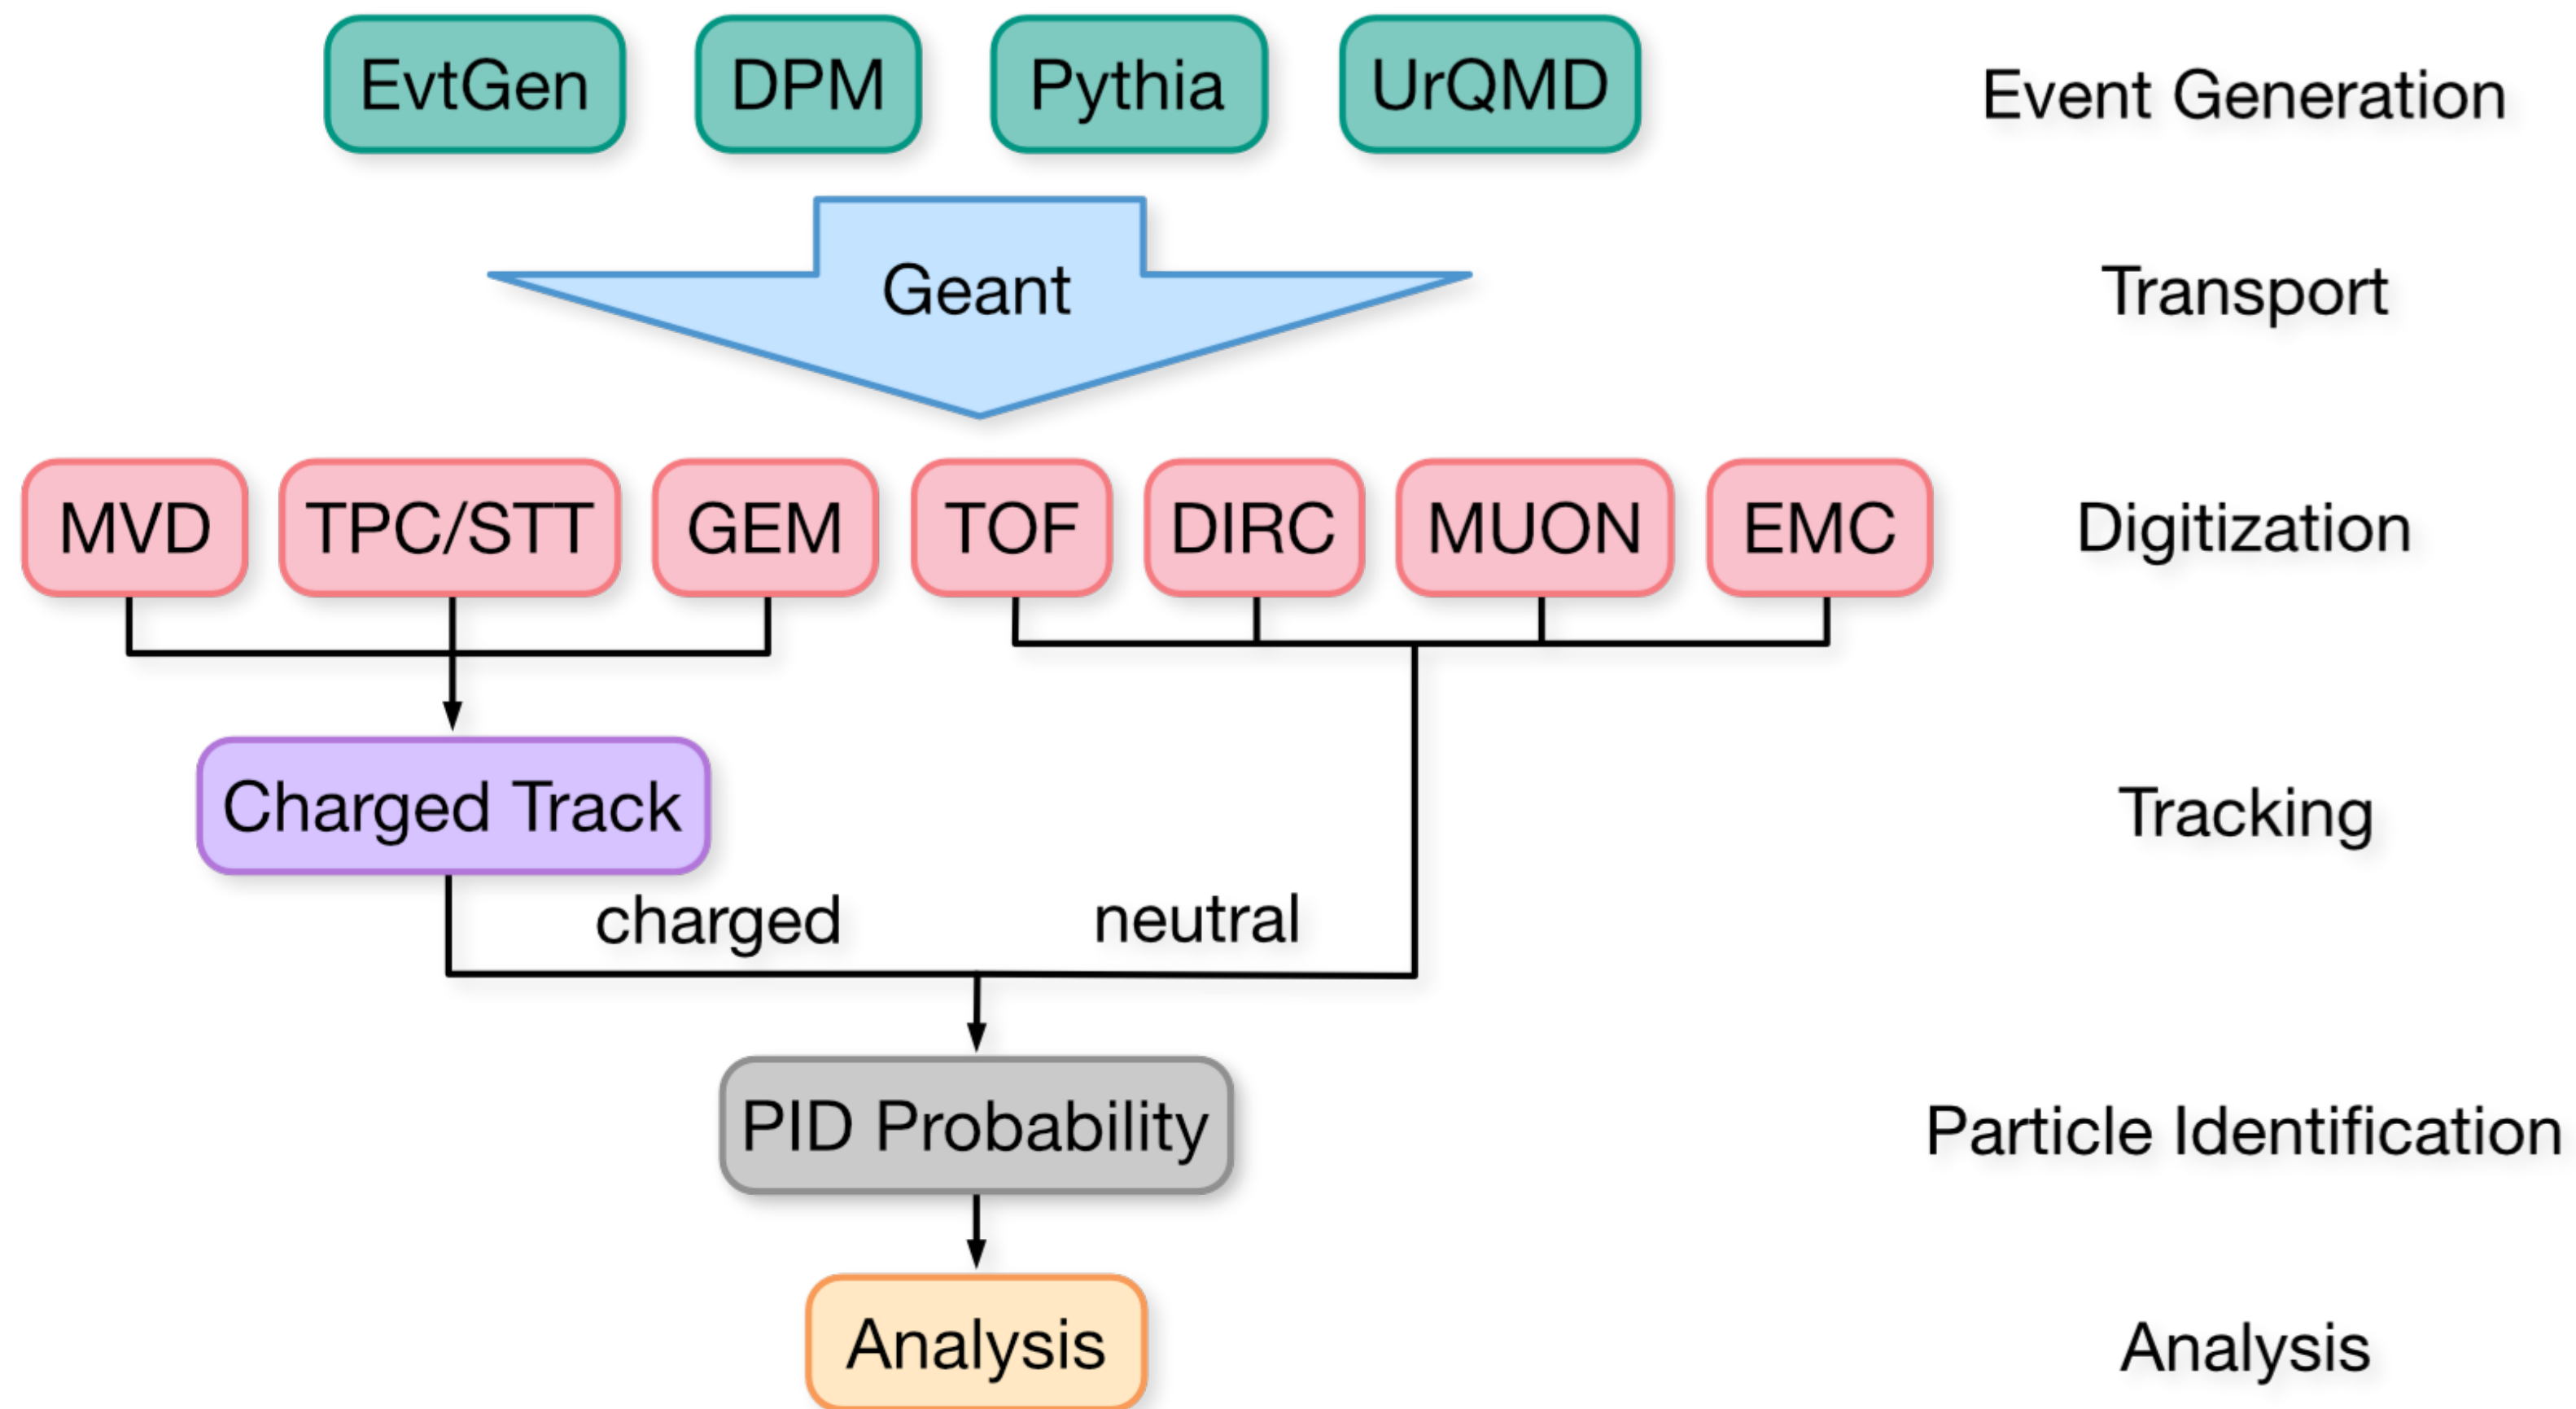 EvtGen DPM Pythia UrQMD Event Generation
Geant Transport
MVD TPC/STT GEM TOF DIRC MUON EMC Digitization
Charged Track Tracking
charged neutral
PID Probability Particle Identification
Analysis Analysis